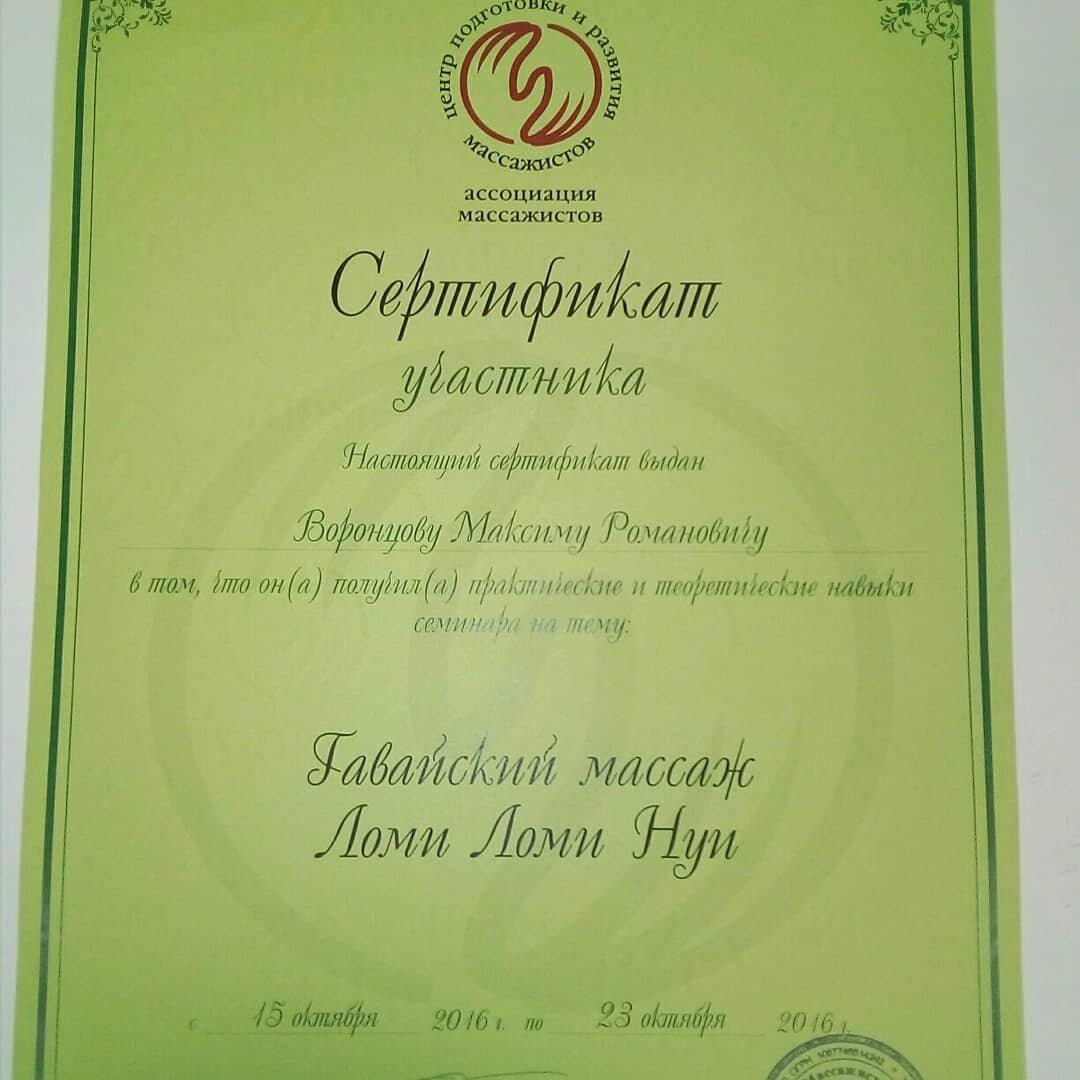 центр подготовки и развития
массажистов
ассоциация
массажистов
Сертификат
участника
Настоящий сертификат выдан
Воронцову Максиму Романовичу
в том, что он(а) получил(а) практические и теоретические навыки
семинара на тему:
Гавайский массаж
Ломи Ломи Нуи
с 15 октября 2016 г. по 23 октября 2016 г.
ОГРН